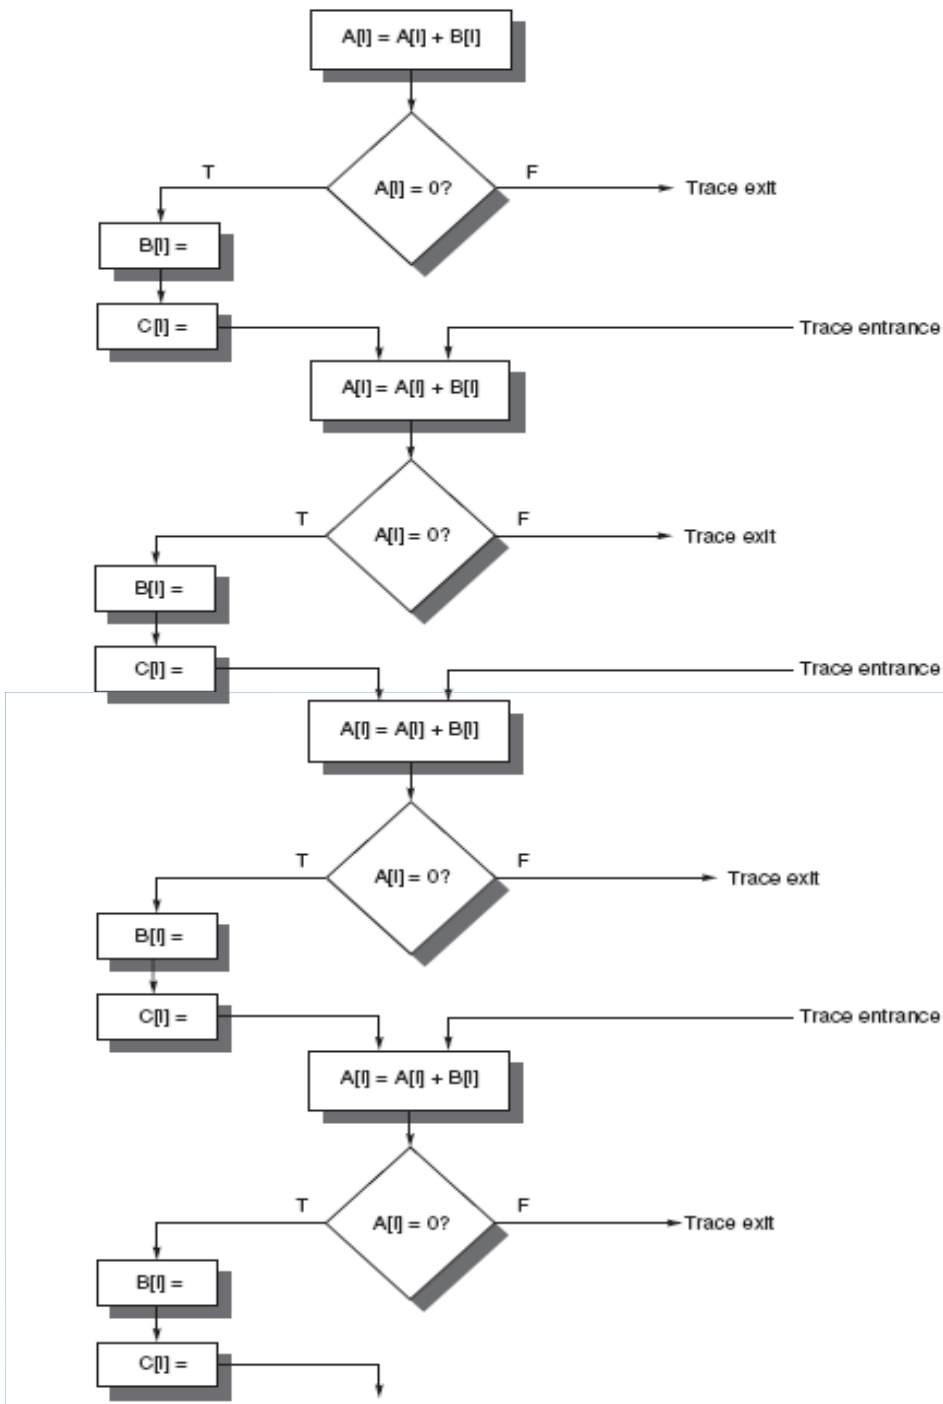 A[I] = A[I] + B[I]
T
F
A[I] = 0?
Trace exit
B[I] =
C[I] =
Trace entrance
A[I] = A[I] + B[I]
T
F
A[I] = 0?
Trace exit
B[I] =
C[I] =
Trace entrance
A[I] = A[I] + B[I]
T
F
A[I] = 0?
Trace exit
B[I] =
C[I] =
Trace entrance
A[I] = A[I] + B[I]
T
F
A[I] = 0?
Trace exit
B[I] =
C[I] =